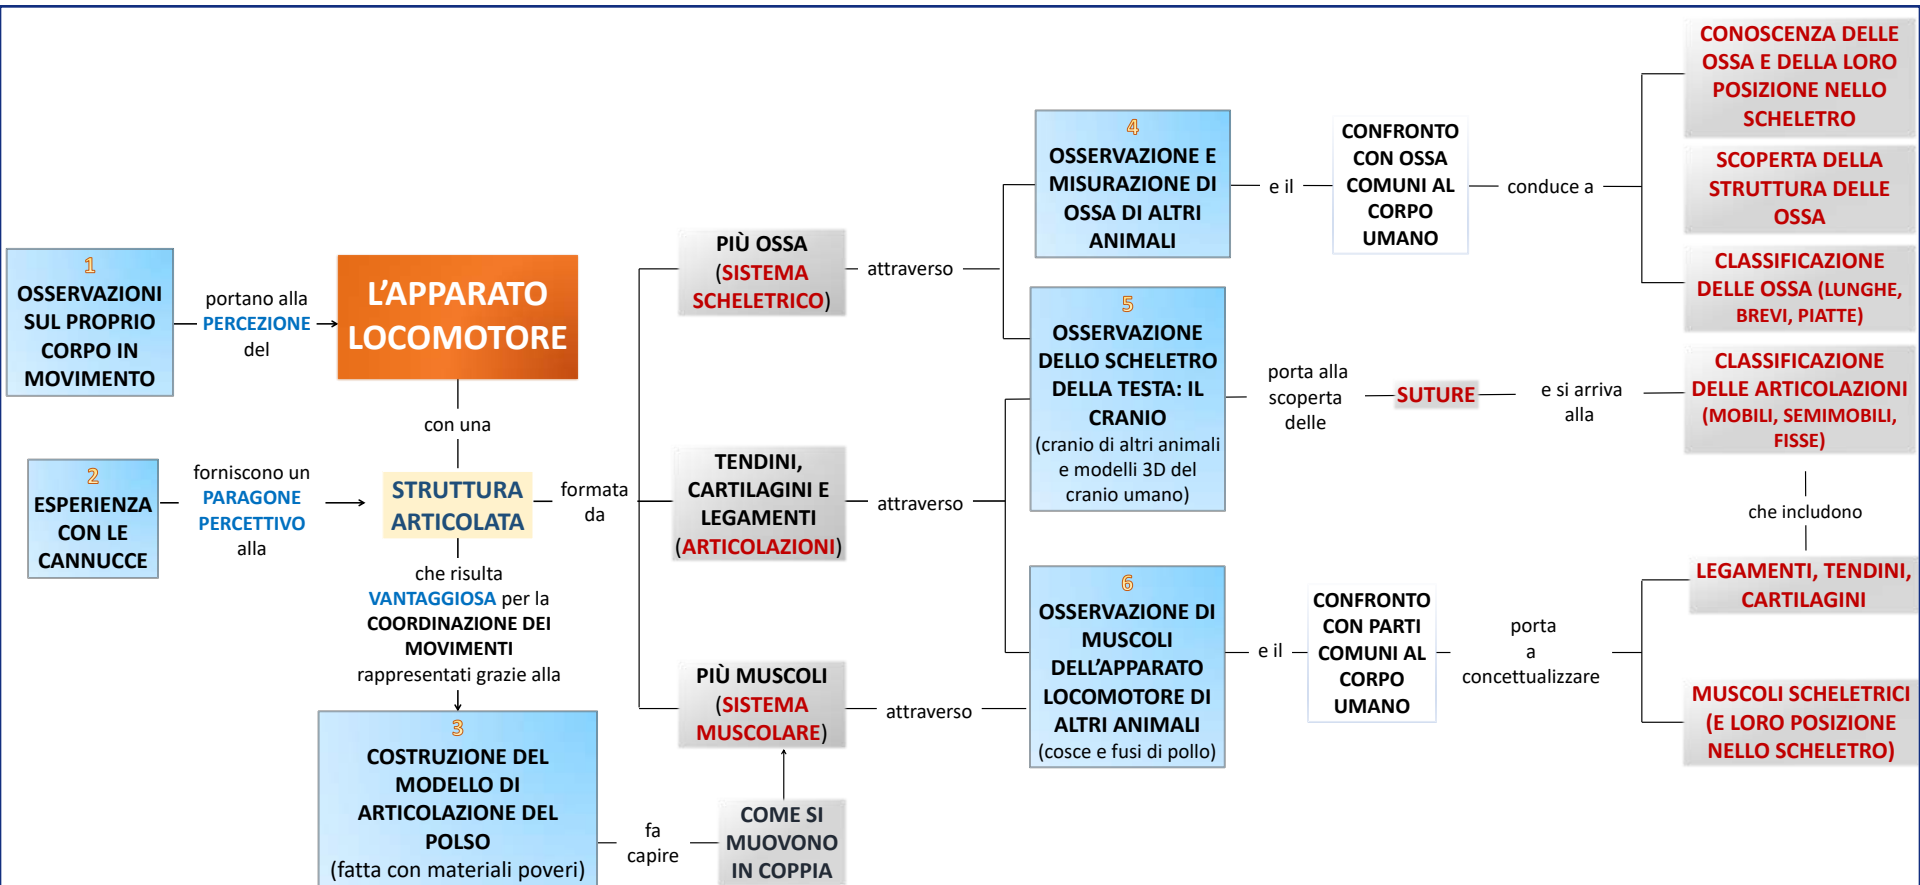 1
OSSERVAZIONI
SUL PROPRIO
CORPO IN
MOVIMENTO
portano alla
PERCEZIONE
del
L’APPARATO
LOCOMOTORE
con una
2
ESPERIENZA
CON LE
CANNUCCE
forniscono un
PARAGONE
PERCETTIVO
alla
STRUTTURA
ARTICOLATA
che risulta
VANTAGGIOSA per la
COORDINAZIONE DEI
MOVIMENTI
rappresentati grazie alla
3
COSTRUZIONE DEL
MODELLO DI
ARTICOLAZIONE DEL
POLSO
(fatta con materiali poveri)
fa
capire
COME SI
MUOVONO
IN COPPIA
formata
da
PIÙ OSSA
(SISTEMA
SCHELETRICO)
attraverso
TENDINI,
CARTILAGINI E
LEGAMENTI
(ARTICOLAZIONI)
attraverso
PIÙ MUSCOLI
(SISTEMA
MUSCOLARE)
attraverso
4
OSSERVAZIONE E
MISURAZIONE DI
OSSA DI ALTRI
ANIMALI
e il
CONFRONTO
CON OSSA
COMUNI AL
CORPO
UMANO
conduce a
CONOSCENZA DELLE
OSSA E DELLA LORO
POSIZIONE NELLO
SCHELETRO
SCOPERTA DELLA
STRUTTURA DELLE
OSSA
CLASSIFICAZIONE
DELLE OSSA (LUNGHE,
BREVI, PIATTE)
5
OSSERVAZIONE
DELLO SCHELETRO
DELLA TESTA: IL
CRANIO
(cranio di altri animali
e modelli 3D del
cranio umano)
porta alla
scoperta
delle
SUTURE
e si arriva
alla
CLASSIFICAZIONE
DELLE ARTICOLAZIONI
(MOBILI, SEMIMOBILI,
FISSE)
che includono
6
OSSERVAZIONE DI
MUSCOLI
DELL’APPARATO
LOCOMOTORE DI
ALTRI ANIMALI
(cosce e fusi di pollo)
e il
CONFRONTO
CON PARTI
COMUNI AL
CORPO
UMANO
porta
a
concettualizzare
LEGAMENTI, TENDINI,
CARTILAGINI
MUSCOLI SCHELETRICI
(E LORO POSIZIONE
NELLO SCHELETRO)